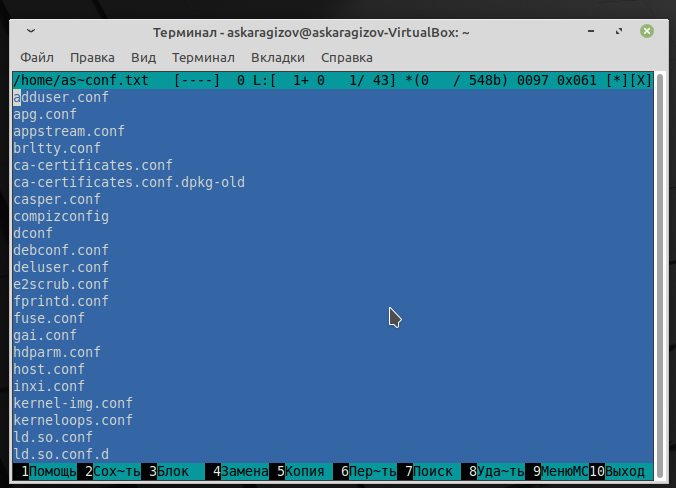 Терминал - askaragizov@askaragizov-VirtualBox: ~
Файл Правка Вид Терминал Вкладки Справка
/home/as~conf.txt [----] 0 L:[ 1+ 0 1/ 43] *(0 / 548b) 0097 0x061 [*][X]
adduser.conf
apg.conf
appstream.conf
brltty.conf
ca-certificates.conf
ca-certificates.conf.dpkg-old
casper.conf
compizconfig
dconf
debconf.conf
deluser.conf
e2scrub.conf
fprintd.conf
fuse.conf
gai.conf
hdparm.conf
host.conf
inxi.conf
kernel-img.conf
kerneloops.conf
ld.so.conf
ld.so.conf.d
1Помощь 2Сох~ть 3Блок 4Замена 5Копия 6Пер~ть 7Поиск 8Уда~ть 9МенюMC 10Выход